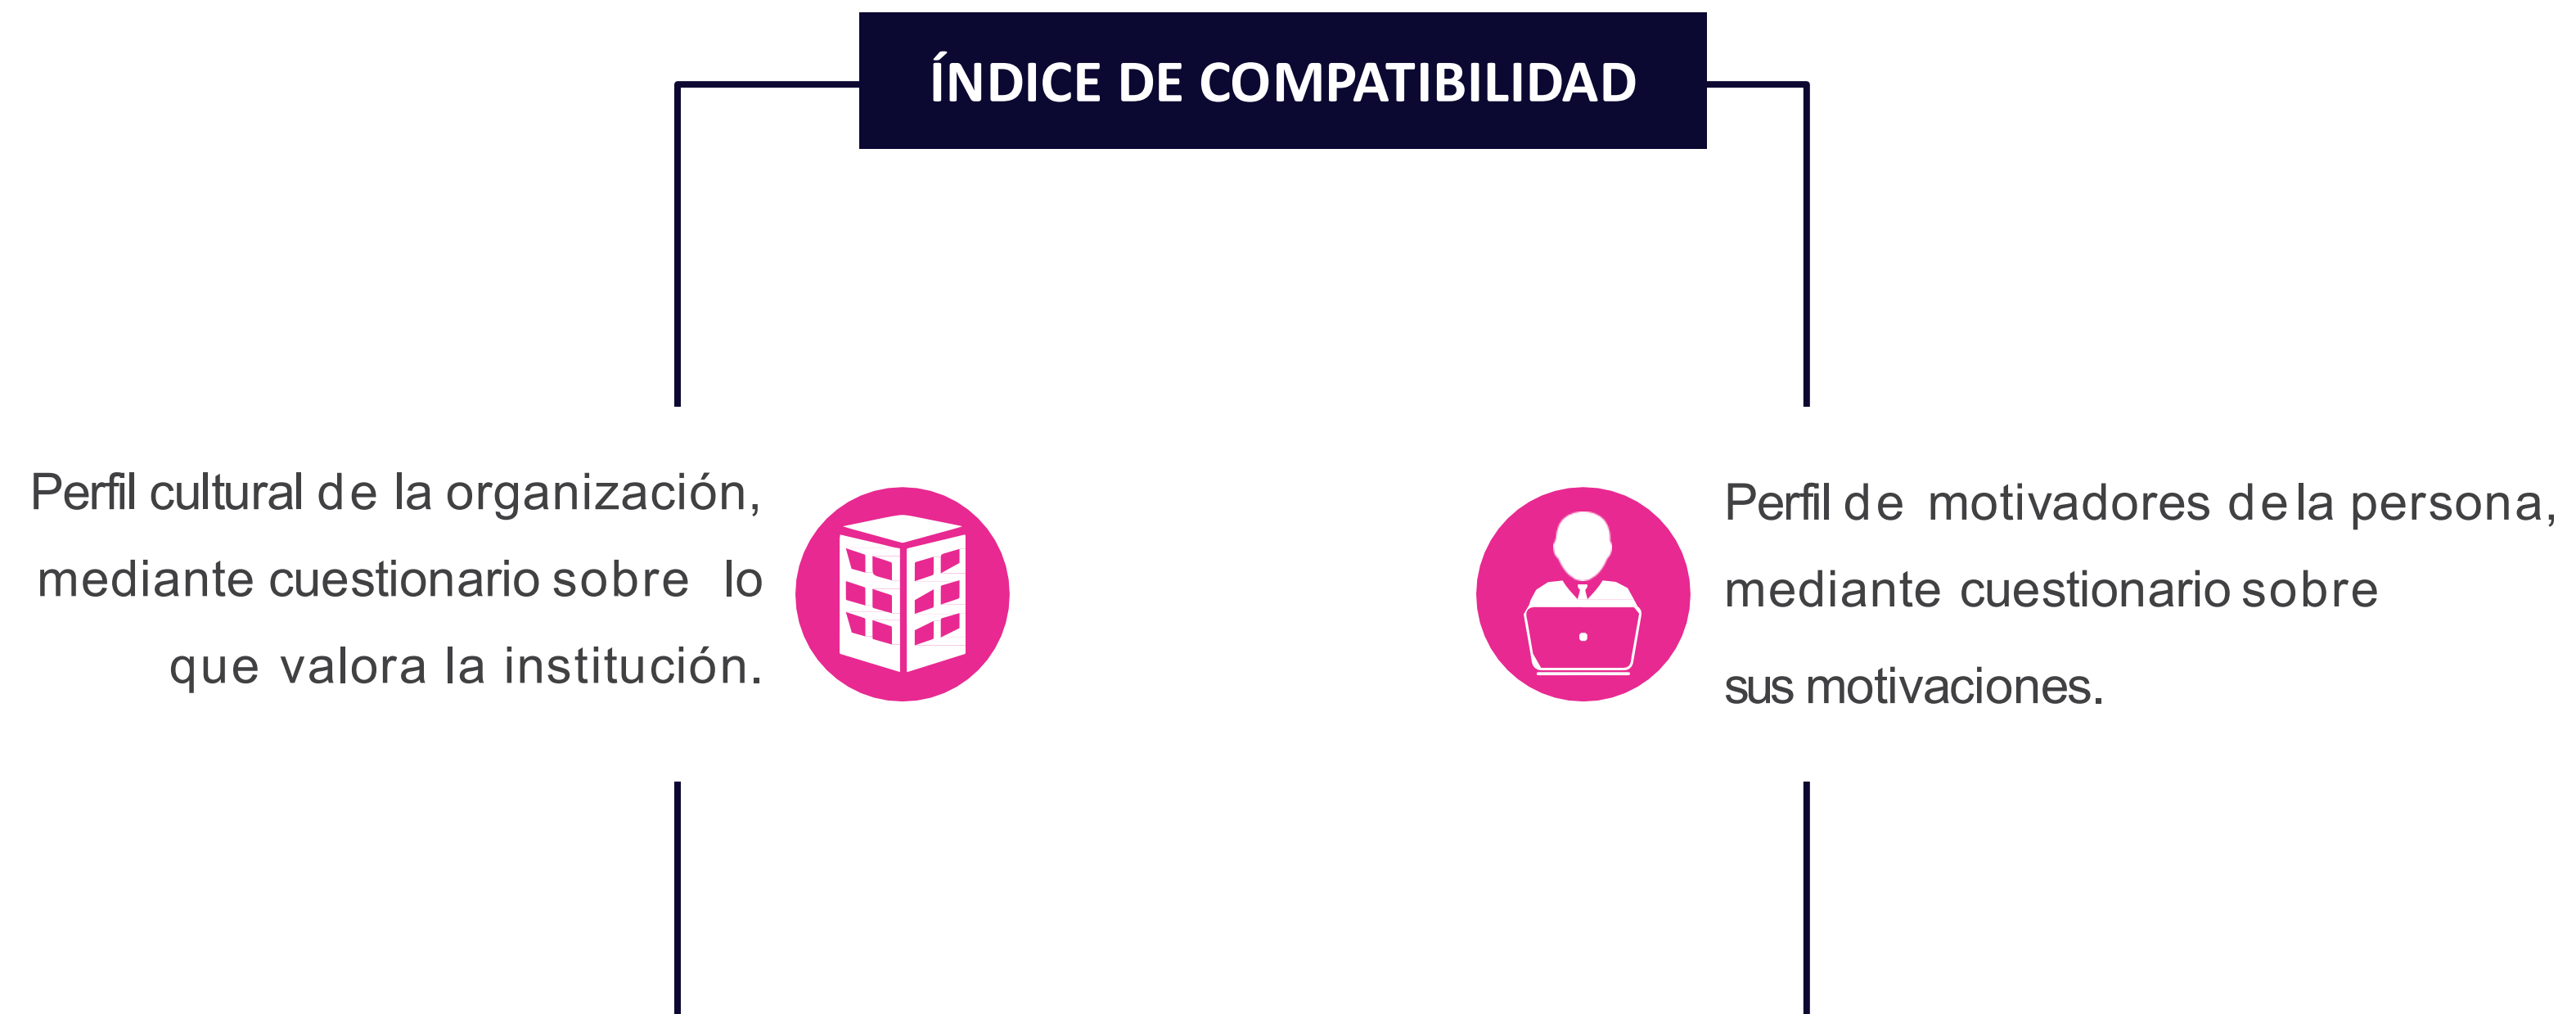 ÍNDICE DE COMPATIBILIDAD
Perfil cultural de la organización,
mediante cuestionario sobre lo
que valora la institución.
Perfil de motivadores de la persona,
mediante cuestionario sobre
sus motivaciones.